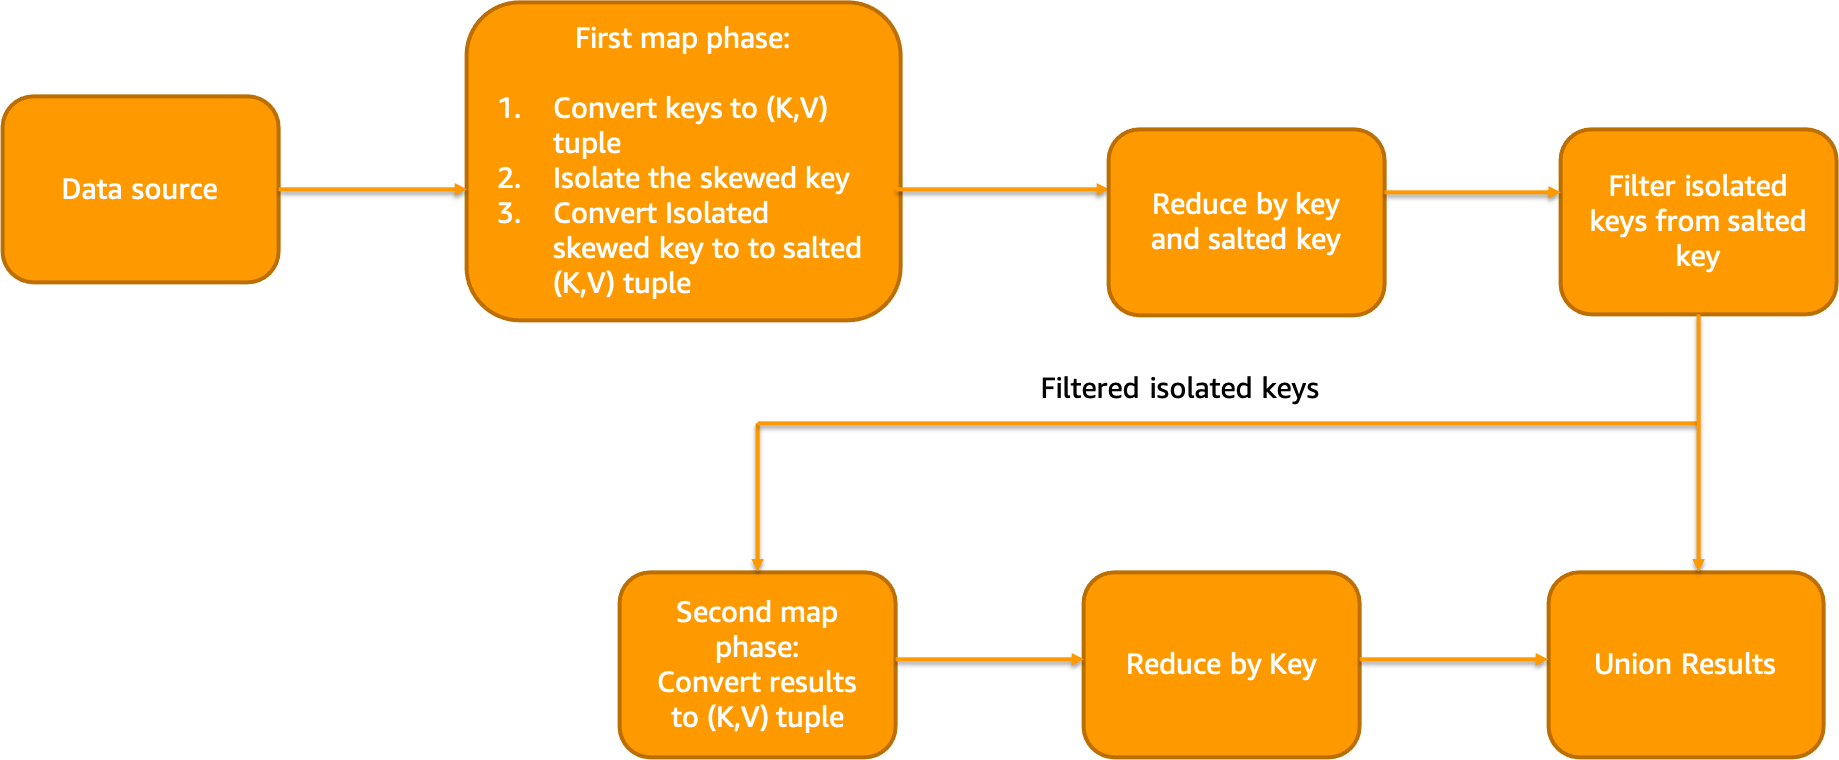 First map phase:
1. Convert keys to (K,V)
tuple
2. Isolate the skewed key
3. Convert Isolated
skewed key to to salted
(K,V) tuple
Data source
Reduce by key
and salted key
Filter isolated
keys from salted
key
Filtered isolated keys
Second map
phase:
Convert results
to (K,V) tuple
Reduce by Key
Union Results